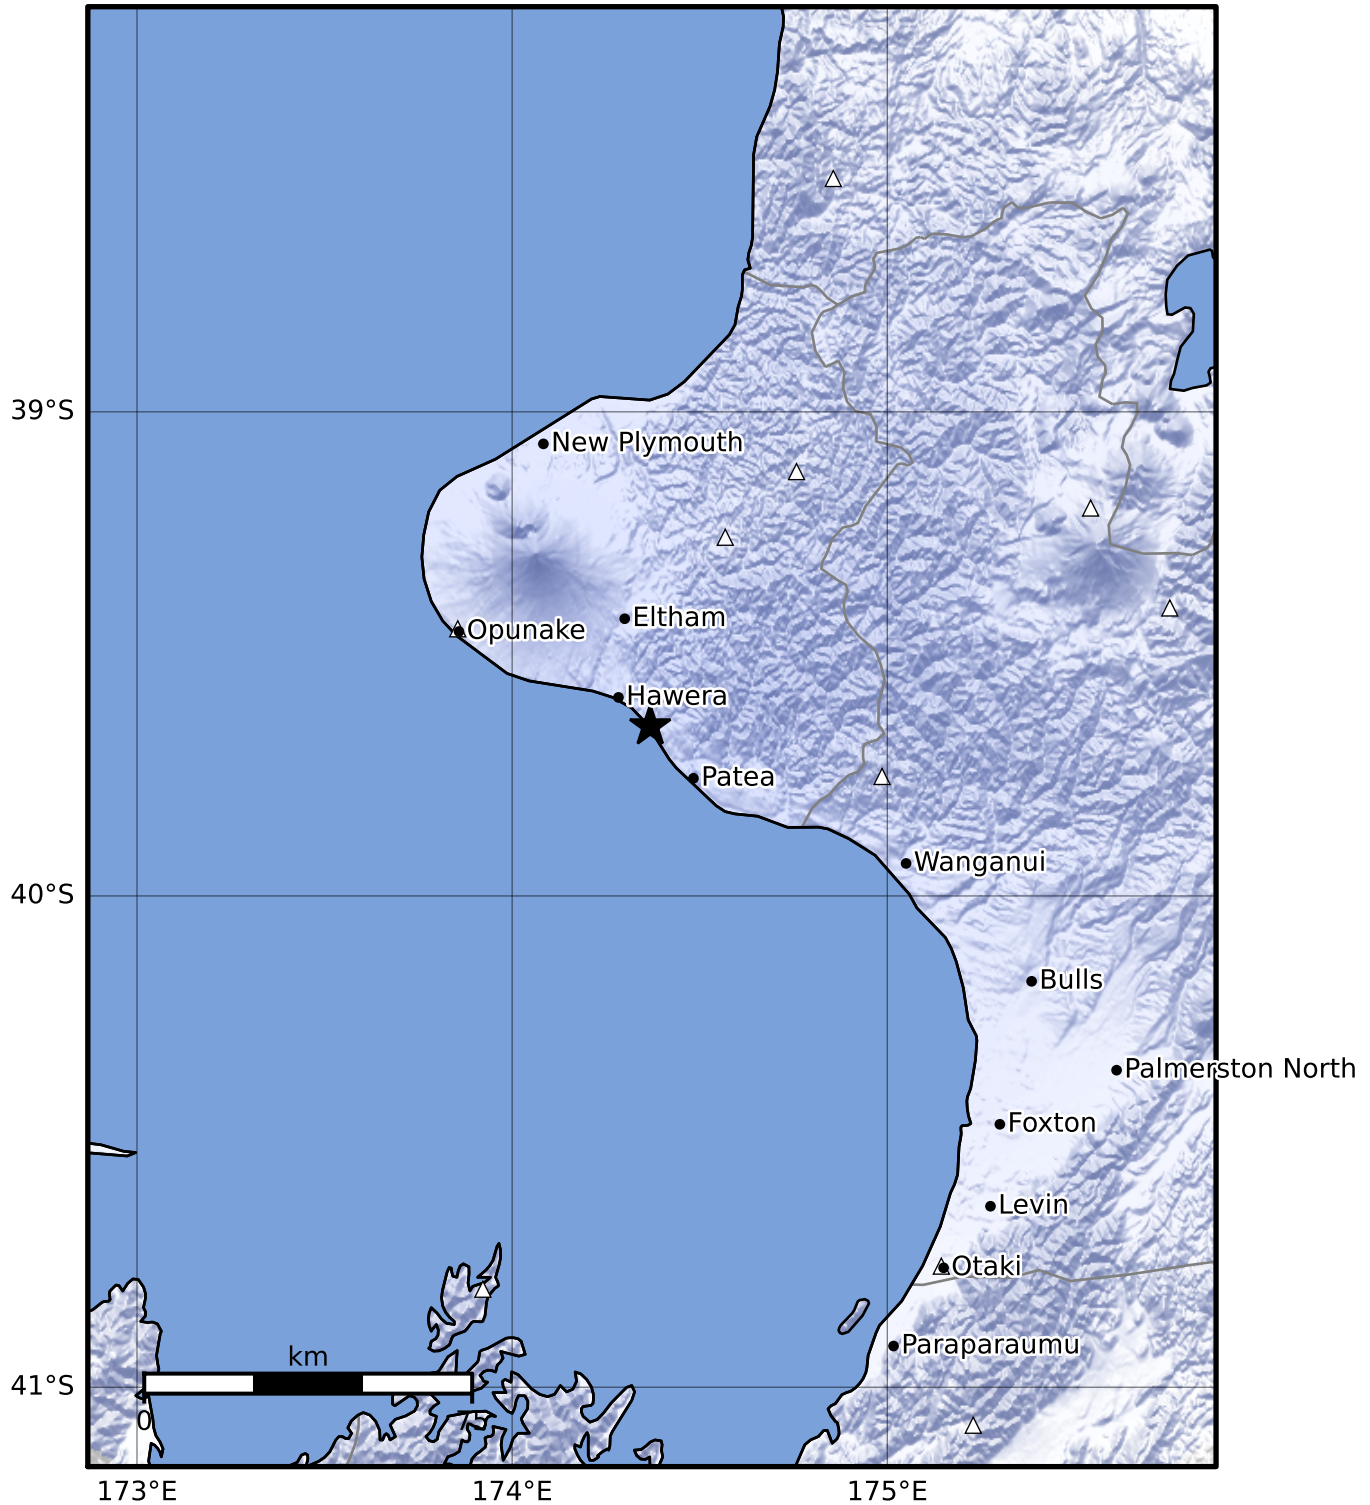 39°S
New Plymouth
Eltham
Opunake
Hawera
Patea
Wanganui
40°S
Bulls
Palmerston North
Foxton
Levin
Otaki
Paraparaumu
km
41°S
0
173°E 174°E 175°E